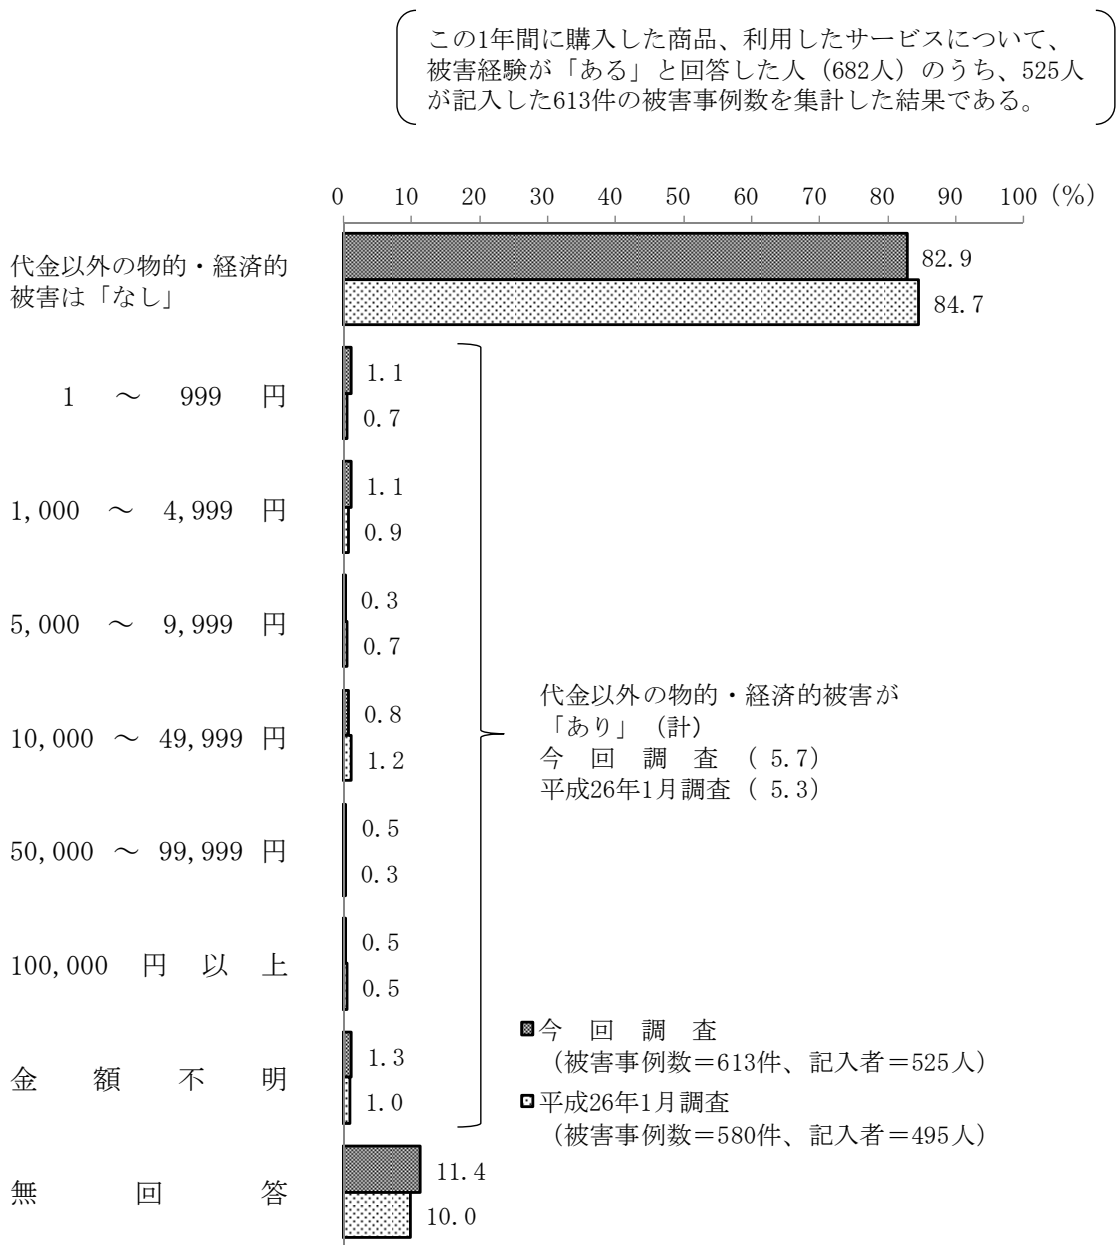 この1年間に購入した商品、利用したサービスについて、
被害経験が「ある」と回答した人(682人)のうち、525人
が記入した613件の被害事例数を集計した結果である。
0 10 20 30 40 50 60 70 80 90 100 (%)
代金以外の物的・経済的
被害は「なし」
82.9
84.7
1 ~ 999 円
1.1
0.7
1,000 ~ 4,999 円
1.1
0.9
5,000 ~ 9,999 円
0.3
0.7
10,000 ~ 49,999 円
0.8
1.2
代金以外の物的・経済的被害が
「あり」(計)
今 回 調 査 ( 5.7)
平成26年1月調査( 5.3)
50,000 ~ 99,999 円
0.5
0.3
100,000 円 以 上
0.5
0.5
金 額 不 明
1.3
1.0
今 回 調 査
(被害事例数=613件、記入者=525人)
平成26年1月調査
(被害事例数=580件、記入者=495人)
無 回 答
11.4
10.0